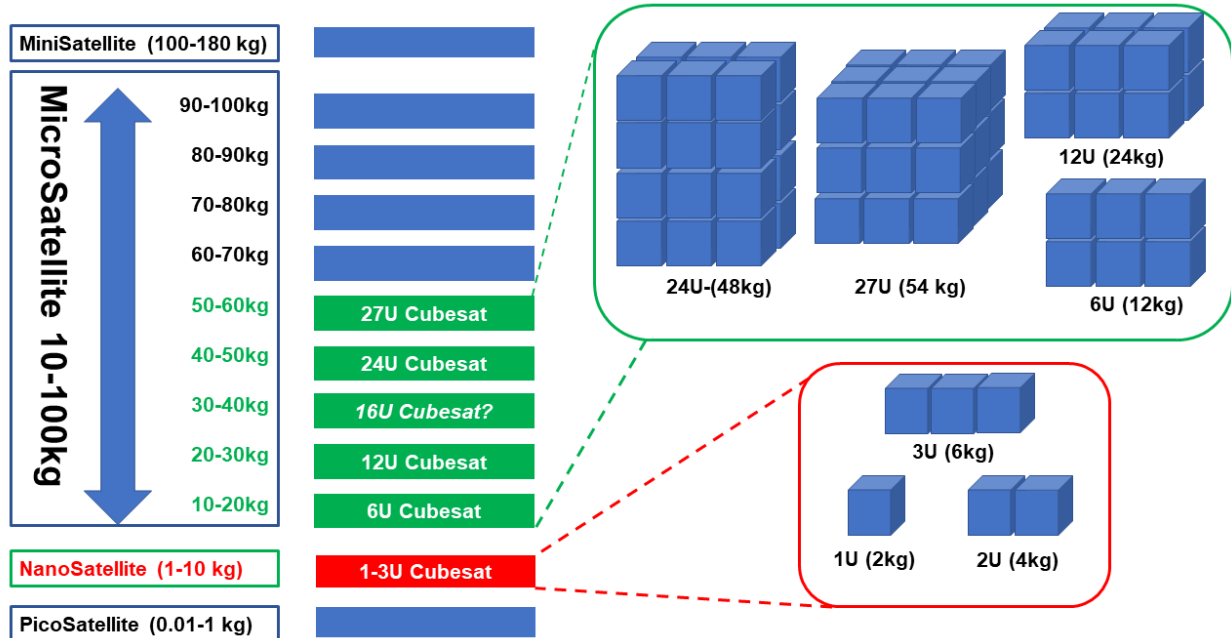 MiniSatellite (100-180 kg)
MicroSatellite 10-100kg
90-100kg
80-90kg
70-80kg
60-70kg
50-60kg
27U Cubesat
40-50kg
24U Cubesat
30-40kg
16U Cubesat?
20-30kg
12U Cubesat
10-20kg
6U Cubesat
NanoSatellite (1-10 kg)
1-3U Cubesat
PicoSatellite (0.01-1 kg)
24U-(48kg)
27U (54 kg)
12U (24kg)
6U (12kg)
3U (6kg)
1U (2kg)
2U (4kg)